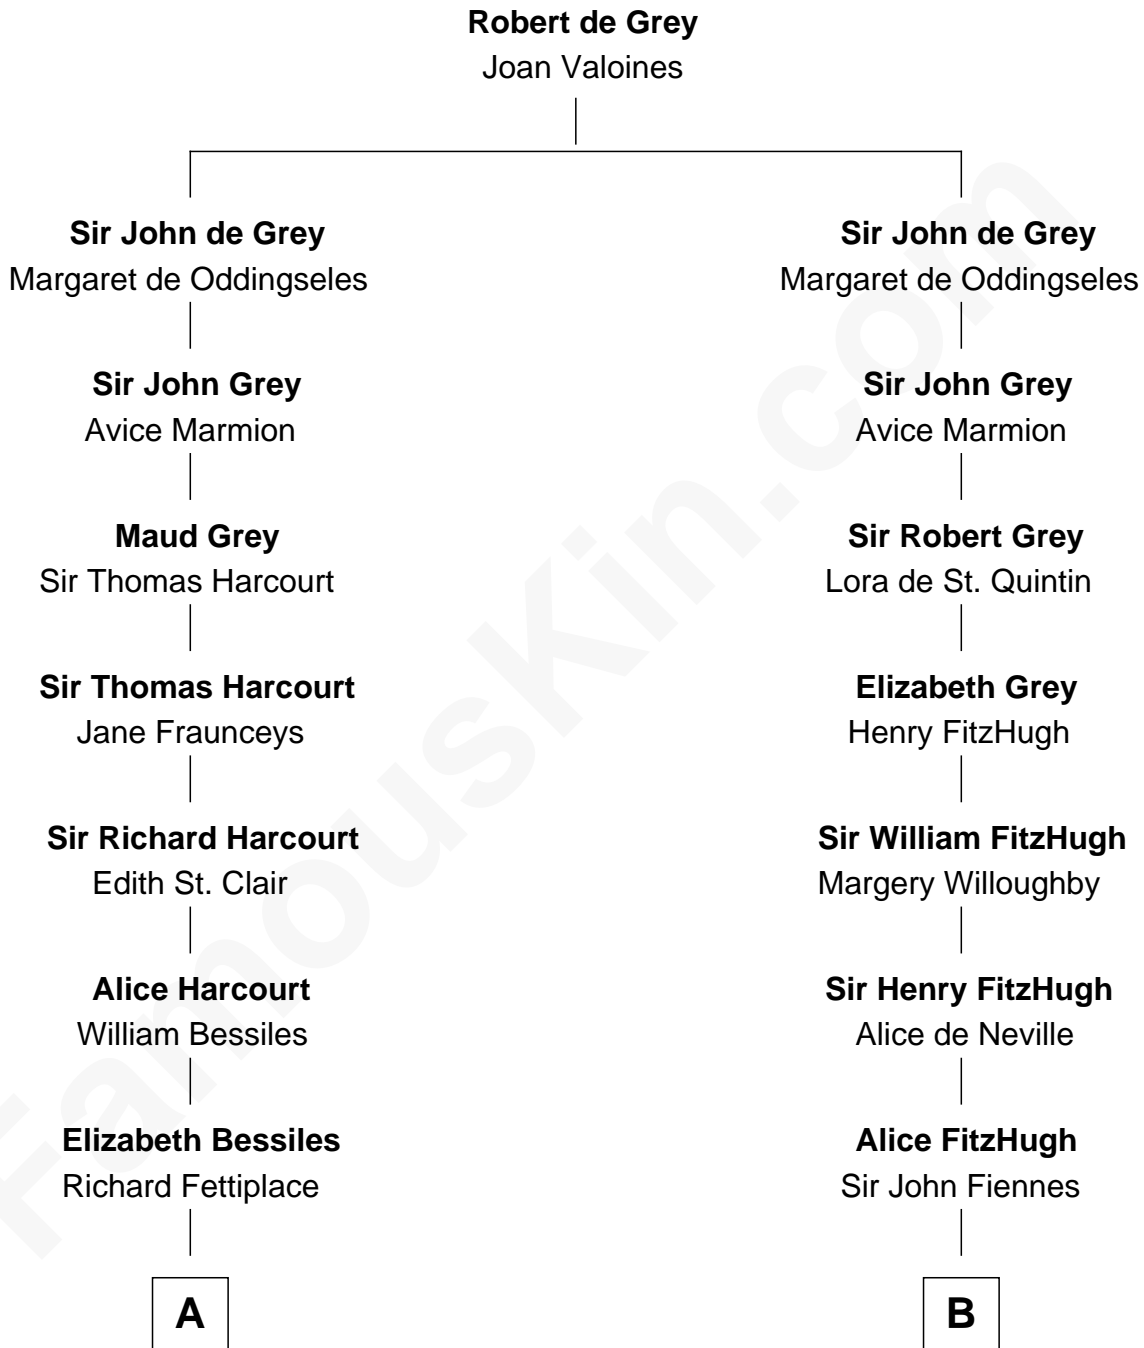 Robert de Grey
Joan Valoines
Sir John de Grey
Margaret de Oddingseles
Sir John Grey
Avice Marmion
Maud Grey
Sir Thomas Harcourt
Sir Thomas Harcourt
Jane Fraunceys
Sir Richard Harcourt
Edith St. Clair
Alice Harcourt
William Bessiles
Elizabeth Bessiles
Richard Fettiplace
A
Sir John de Grey
Margaret de Oddingseles
Sir John Grey
Avice Marmion
Sir Robert Grey
Lora de St. Quintin
Elizabeth Grey
Henry FitzHugh
Sir William FitzHugh
Margery Willoughby
Sir Henry FitzHugh
Alice de Neville
Alice FitzHugh
Sir John Fiennes
B
FamousKin.com